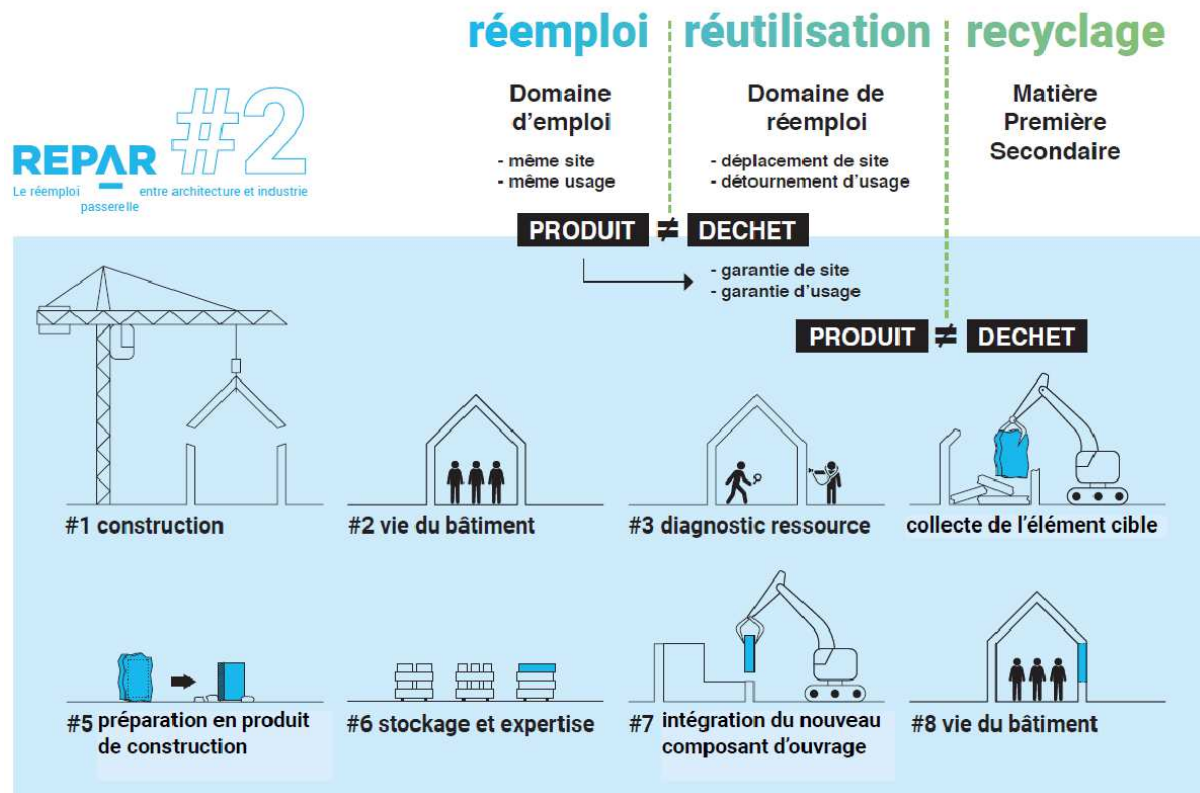 réemploi réutilisation recyclage
Domaine
d'emploi
- même site
- même usage
Domaine de
réemploi
- déplacement de site
- détournement d'usage
Matière
Première
Secondaire
#2
REPAR
Le réemploi entre architecture et industrie
passerelle
PRODUIT ≠ DECHET
- garantie de site
- garantie d'usage
PRODUIT ≠ DECHET
#1 construction
#2 vie du bâtiment
#3 diagnostic ressource
collecte de l'élément cible
#5 préparation en produit
de construction
#6 stockage et expertise
#7 intégration du nouveau
composant d'ouvrage
#8 vie du bâtiment